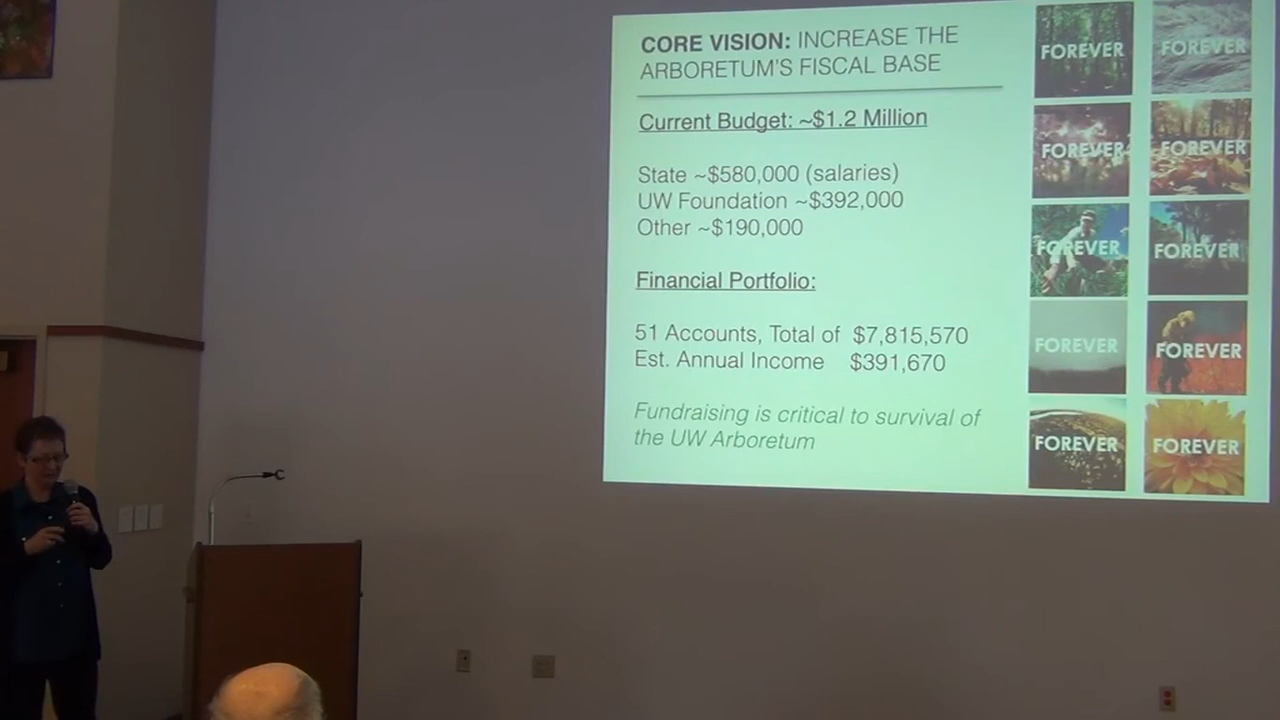 CORE VISION: INCREASE THE
ARBORETUM'S FISCAL BASE
Current Budget: ~$1.2 Million
State ~$580,000 (salaries)
UW Foundation ~$392,000
Other ~$190,000
Financial Portfolio:
51 Accounts, Total of $7,815,570
Est. Annual Income $391,670
Fundraising is critical to survival of
the UW Arboretum
FOREVER FOREVER
FOREVER FOREVER
FOREVER FOREVER
FOREVER FOREVER
FOREVER FOREVER